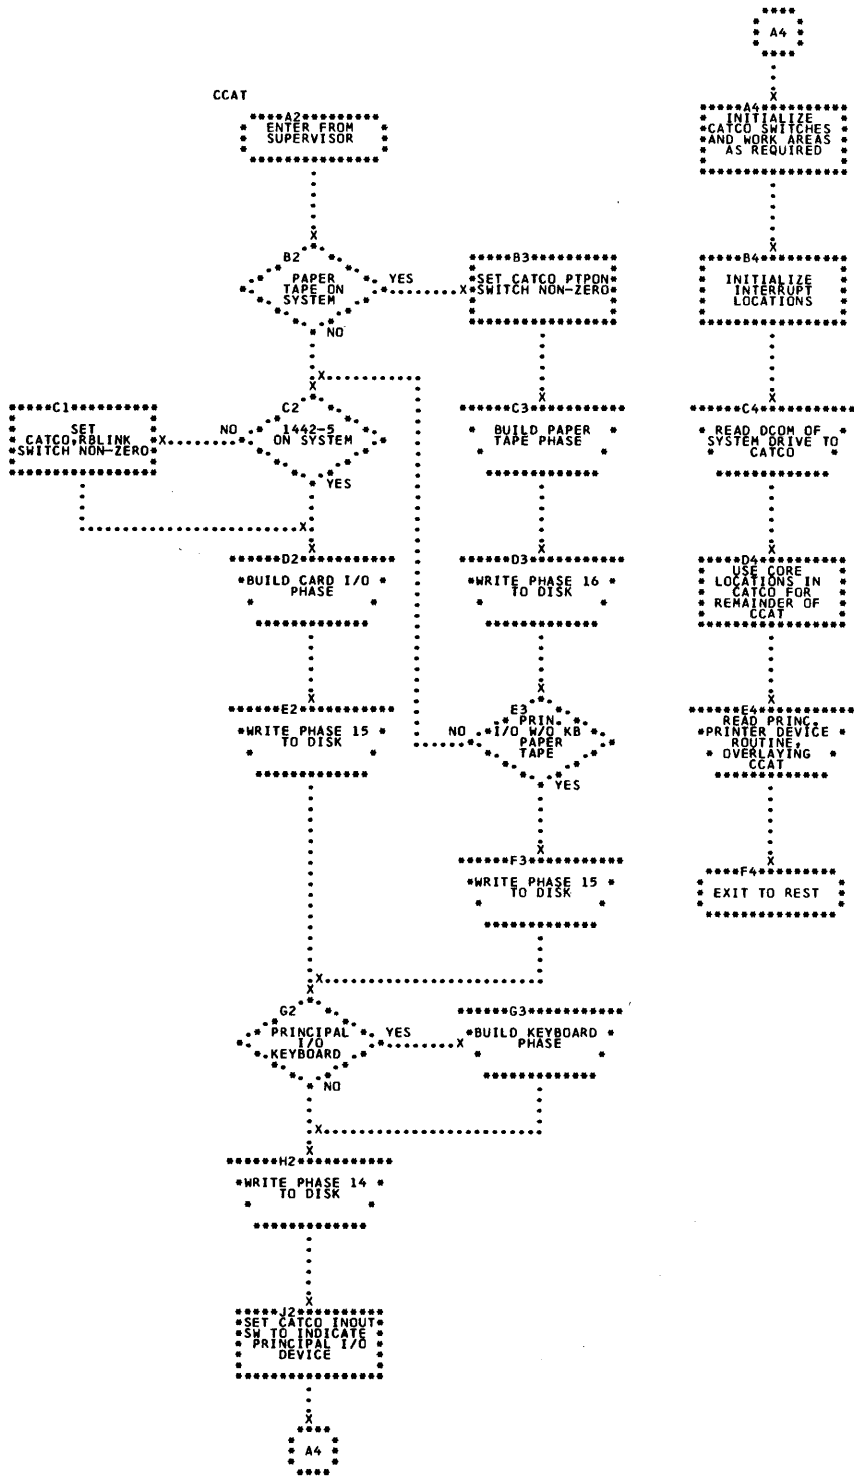 CCAT
A2
ENTER FROM
SUPERVISOR
B2
PAPER
TAPE ON
SYSTEM
YES
NO
B3
SET CATCO PTPON
SWITCH NON-ZERO
C1
SET
CATCO,RBLINK
SWITCH NON-ZERO
NO
C2
1442-5
ON SYSTEM
YES
C3
BUILD PAPER
TAPE PHASE
D2
BUILD CARD I/O
PHASE
D3
WRITE PHASE 16
TO DISK
E2
WRITE PHASE 15
TO DISK
NO
E3
PRIN.
I/O W/O KB
PAPER
TAPE
YES
F3
WRITE PHASE 15
TO DISK
G2
PRINCIPAL
I/O
KEYBOARD
YES
NO
G3
BUILD KEYBOARD
PHASE
H2
WRITE PHASE 14
TO DISK
J2
SET CATCO INOUT
SW TO INDICATE
PRINCIPAL I/O
DEVICE
A4
A4
A4
INITIALIZE
CATCO SWITCHES
AND WORK AREAS
AS REQUIRED
B4
INITIALIZE
INTERRUPT
LOCATIONS
C4
READ DCOM OF
SYSTEM DRIVE TO
CATCO
D4
USE CORE
LOCATIONS IN
CATCO FOR
REMAINDER OF
CCAT
E4
READ PRINC.
PRINTER DEVICE
ROUTINE,
OVERLAYING
CCAT
F4
EXIT TO REST